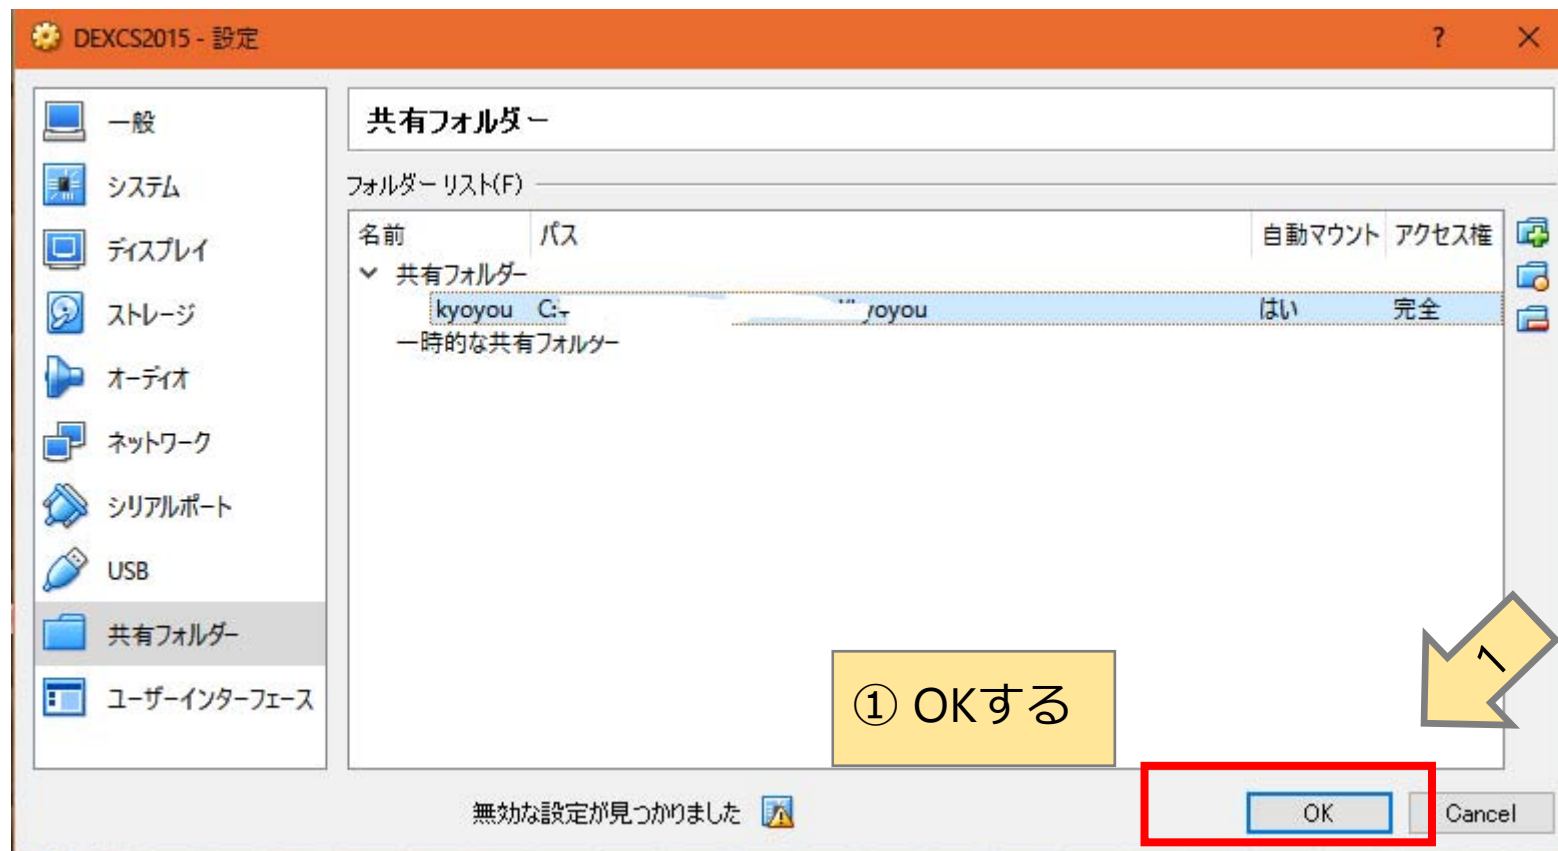 DEXCS2015 - 設定
?
一般
システム
ディスプレイ
ストレージ
オーディオ
ネットワーク
シリアルポート
USB
共有フォルダー
ユーザーインターフェース
共有フォルダー
フォルダー リスト(F)
名前 パス 自動マウント アクセス権
共有フォルダー
kyoyou C: yoyou はい 完全
一時的な共有フォルダー
① OKする
1
無効な設定が見つかりました
OK Cancel